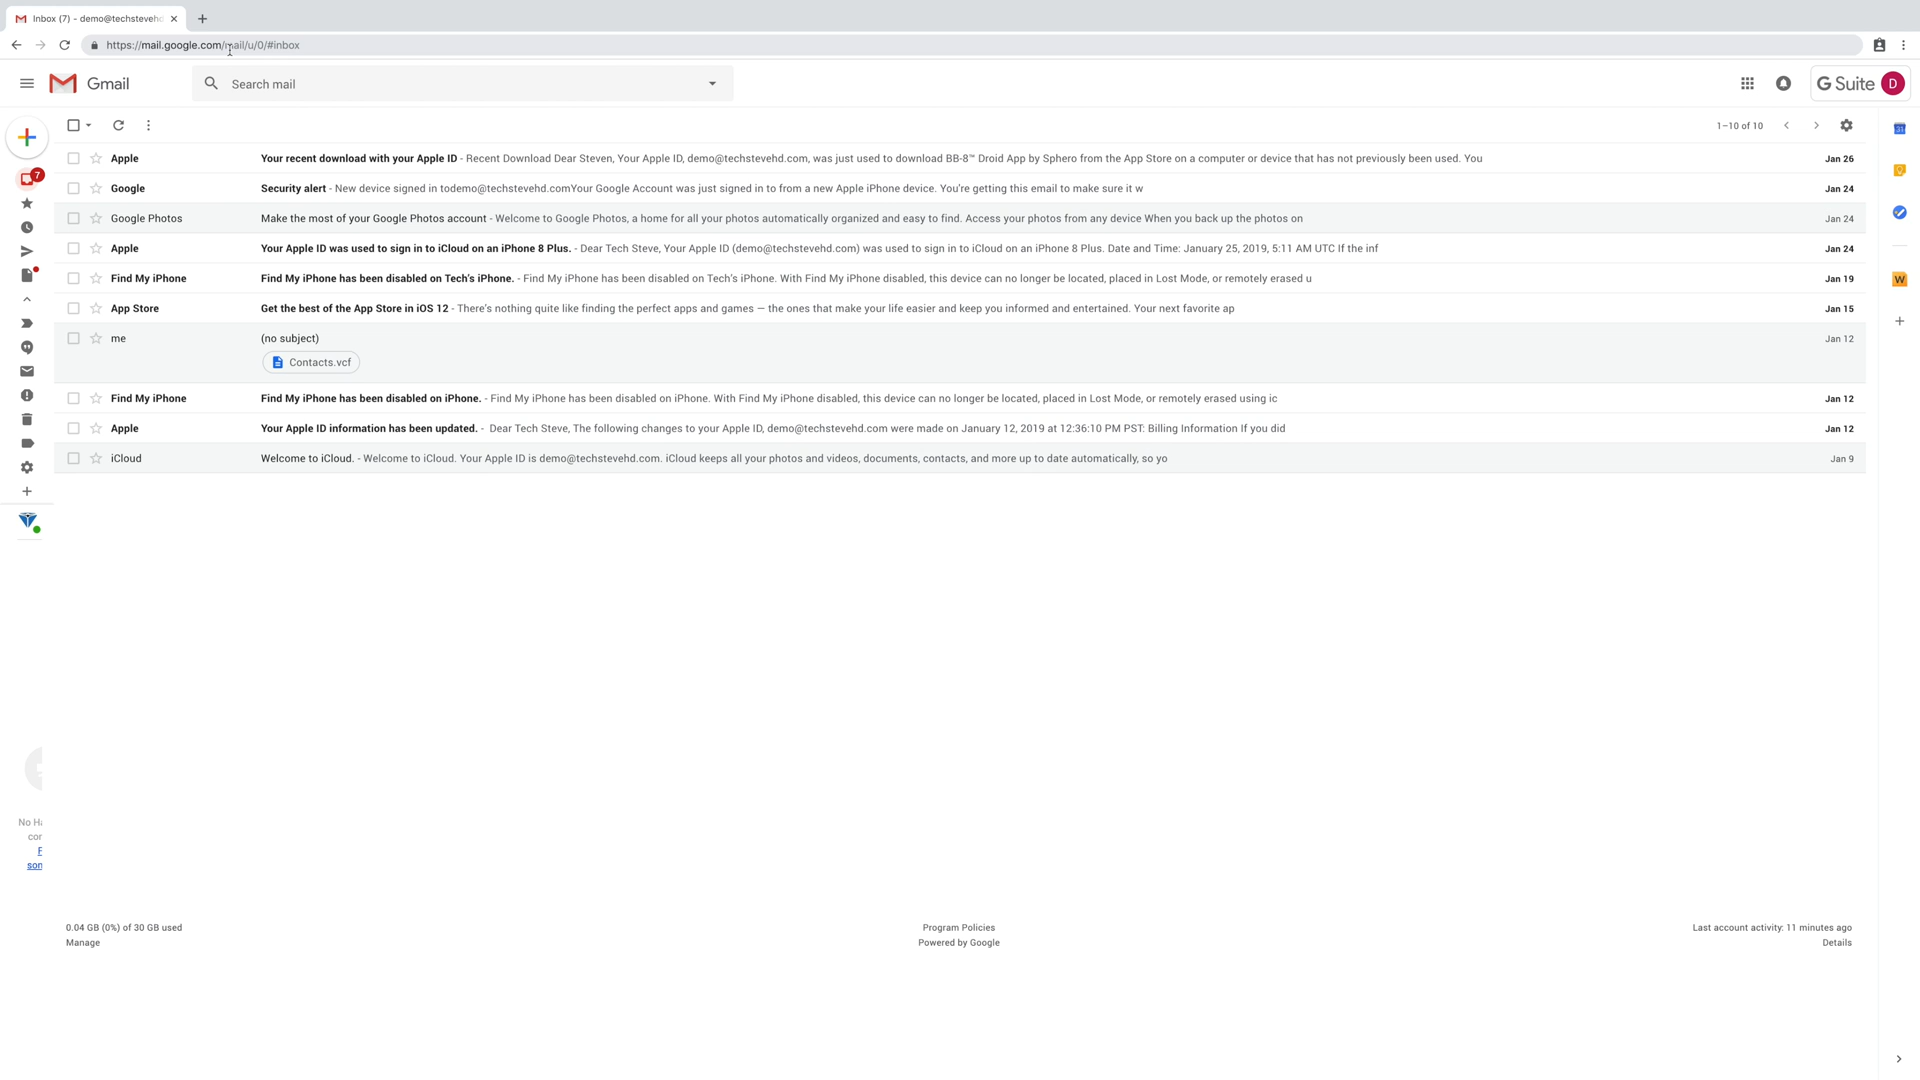 Inbox (7) - demo@techstevehd
https://mail.google.com/mail/u/0/#inbox
Gmail
Search mail
G Suite D
1–10 of 10
Apple Your recent download with your Apple ID - Recent Download Dear Steven, Your Apple ID, demo@techstevehd.com, was just used to download BB-8™ Droid App by Sphero from the App Store on a computer or device that has not previously been used. You Jan 26
Google Security alert - New device signed in todemo@techstevehd.comYour Google Account was just signed in to from a new Apple iPhone device. You're getting this email to make sure it w Jan 24
7
Google Photos Make the most of your Google Photos account - Welcome to Google Photos, a home for all your photos automatically organized and easy to find. Access your photos from any device When you back up the photos on Jan 24
Apple Your Apple ID was used to sign in to iCloud on an iPhone 8 Plus. - Dear Tech Steve, Your Apple ID (demo@techstevehd.com) was used to sign in to iCloud on an iPhone 8 Plus. Date and Time: January 25, 2019, 5:11 AM UTC If the inf Jan 24
Find My iPhone Find My iPhone has been disabled on Tech's iPhone. - Find My iPhone has been disabled on Tech's iPhone. With Find My iPhone disabled, this device can no longer be located, placed in Lost Mode, or remotely erased u Jan 19
App Store Get the best of the App Store in iOS 12 - There's nothing quite like finding the perfect apps and games — the ones that make your life easier and keep you informed and entertained. Your next favorite ap Jan 15
me (no subject) Jan 12
Contacts.vcf
Find My iPhone Find My iPhone has been disabled on iPhone. - Find My iPhone has been disabled on iPhone. With Find My iPhone disabled, this device can no longer be located, placed in Lost Mode, or remotely erased using ic Jan 12
Apple Your Apple ID information has been updated. - Dear Tech Steve, The following changes to your Apple ID, demo@techstevehd.com were made on January 12, 2019 at 12:36:10 PM PST: Billing Information If you did Jan 12
iCloud Welcome to iCloud. - Welcome to iCloud. Your Apple ID is demo@techstevehd.com. iCloud keeps all your photos and videos, documents, contacts, and more up to date automatically, so yo Jan 9
31
W
No Ha
cor
F
son
0.04 GB (0%) of 30 GB used
Manage
Program Policies
Powered by Google
Last account activity: 11 minutes ago
Details